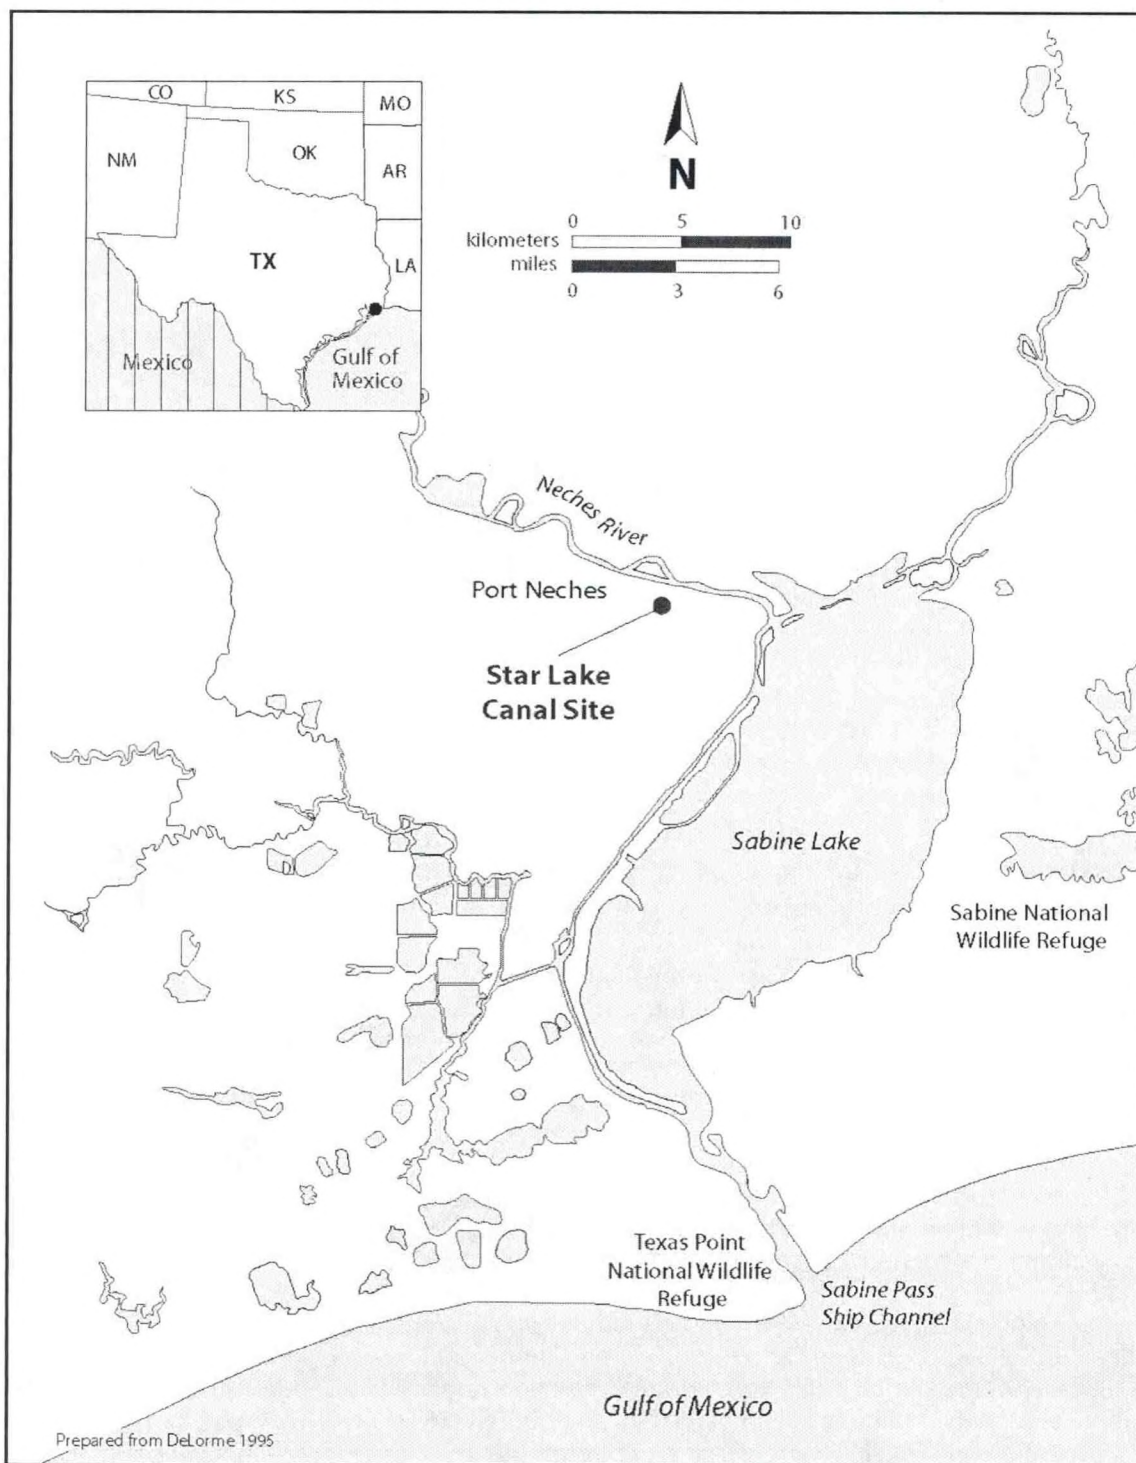 CO
KS
MO
NM
OK
AR
TX
LA
Mexico
Gulf of
Mexico
N
0 5 10
kilometers
miles
0 3 6
Neches River
Port Neches
Star Lake
Canal Site
Sabine Lake
Sabine National
Wildlife Refuge
Texas Point
National Wildlife
Refuge
Sabine Pass
Ship Channel
Gulf of Mexico
Prepared from DeLorme 1995